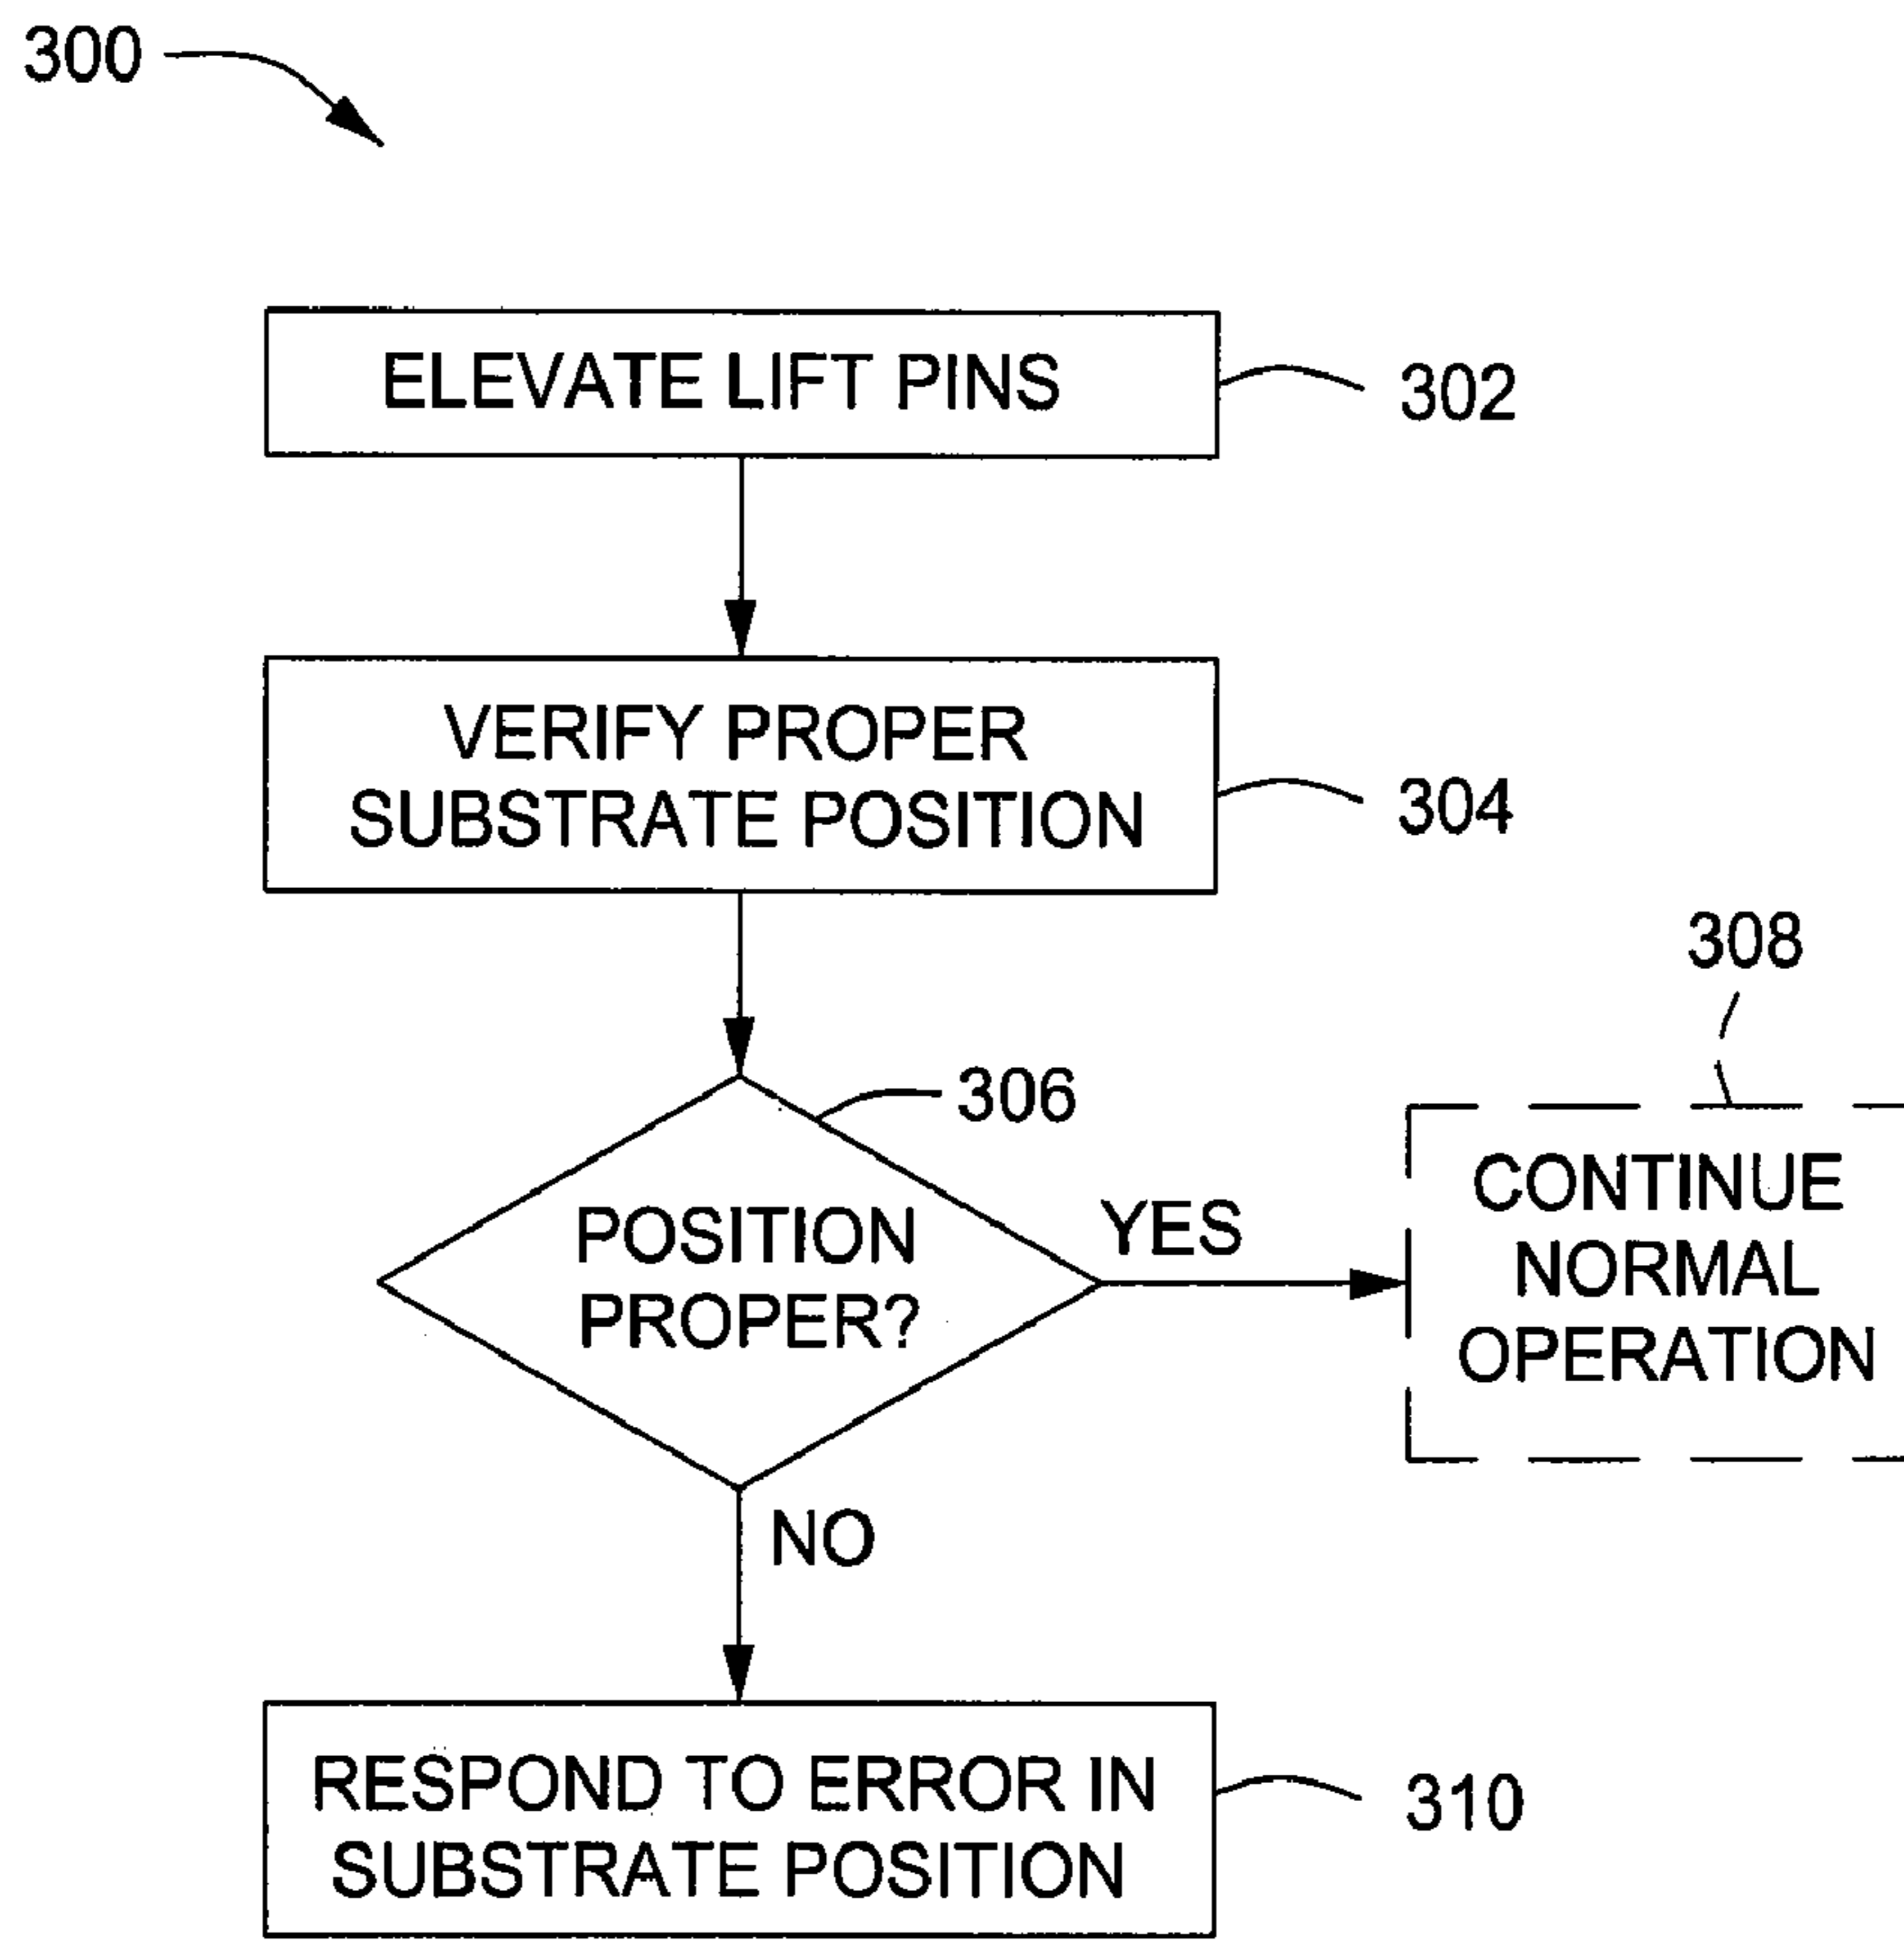 300
ELEVATE LIFT PINS
302
VERIFY PROPER
SUBSTRATE POSITION
304
308
306
POSITION
PROPER?
YES
CONTINUE
NORMAL
OPERATION
NO
RESPOND TO ERROR IN
SUBSTRATE POSITION
310